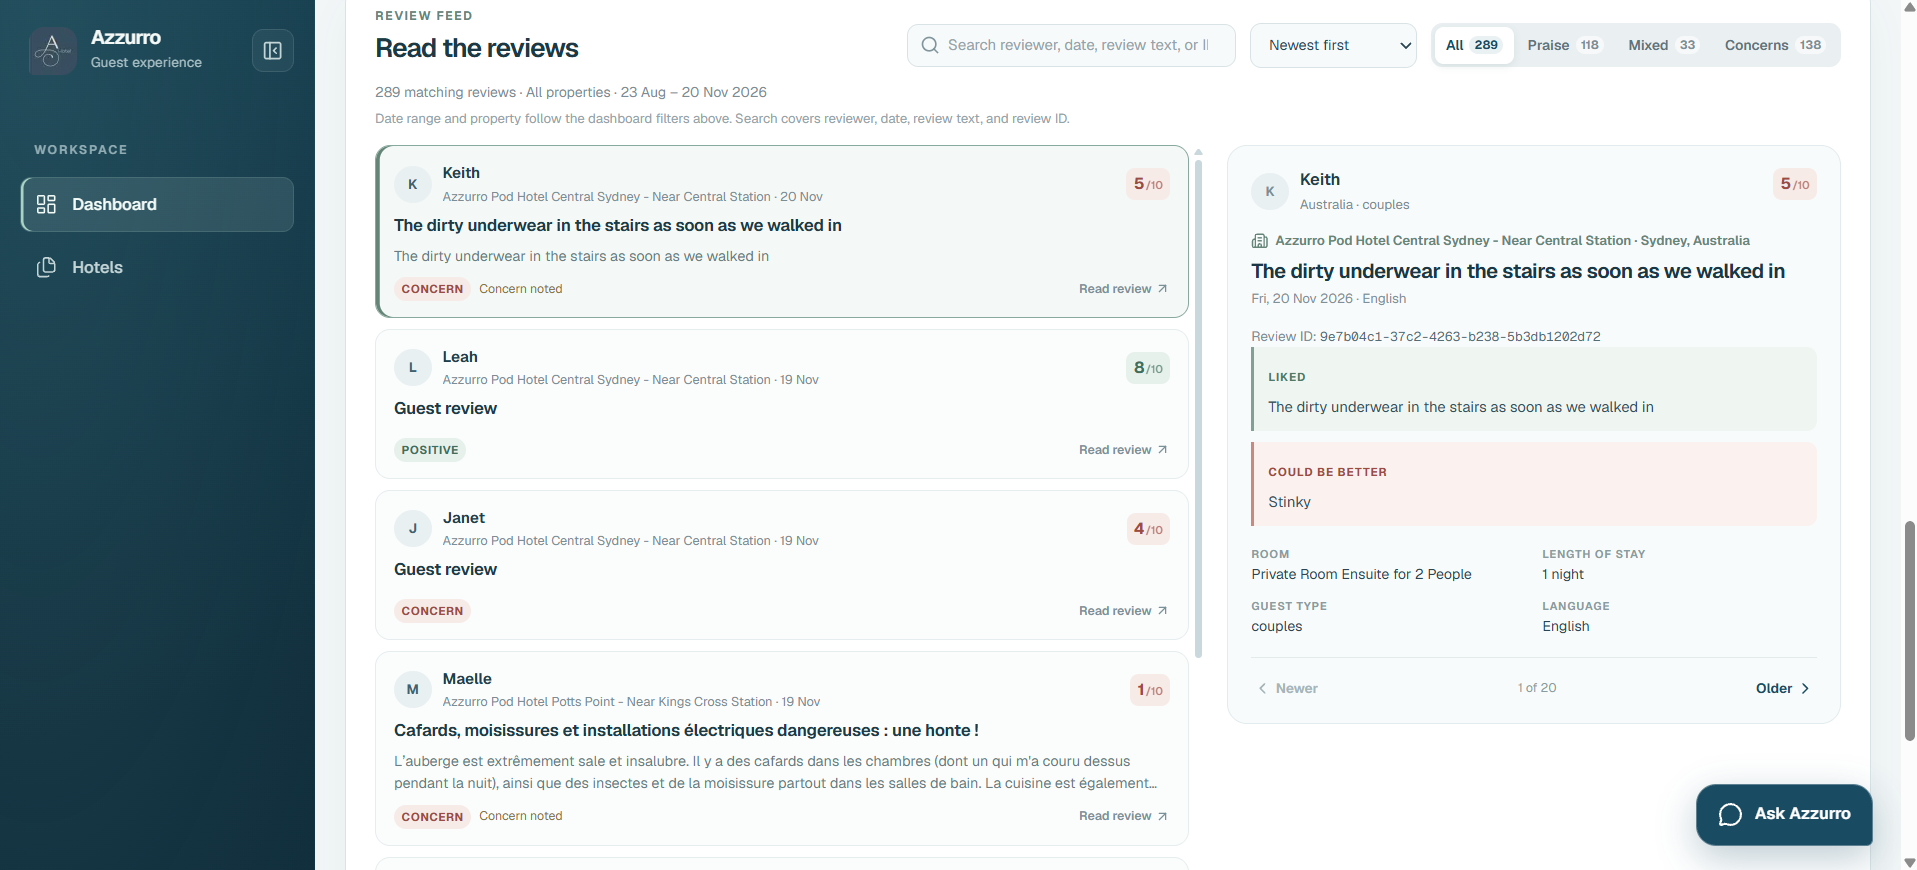 Azzurro
Guest experience
WORKSPACE
Dashboard
Hotels
REVIEW FEED
Read the reviews
Search reviewer, date, review text, or
Newest first
All 289
Praise 118
Mixed 33
Concerns 138
289 matching reviews · All properties · 23 Aug – 20 Nov 2026
Date range and property follow the dashboard filters above. Search covers reviewer, date, review text, and review ID.
K
Keith
Azzurro Pod Hotel Central Sydney - Near Central Station · 20 Nov
5/10
The dirty underwear in the stairs as soon as we walked in
The dirty underwear in the stairs as soon as we walked in
CONCERN Concern noted
Read review
L
Leah
Azzurro Pod Hotel Central Sydney - Near Central Station · 19 Nov
8/10
Guest review
POSITIVE
Read review
J
Janet
Azzurro Pod Hotel Central Sydney - Near Central Station · 19 Nov
4/10
Guest review
CONCERN
Read review
M
Maelle
Azzurro Pod Hotel Potts Point - Near Kings Cross Station · 19 Nov
1/10
Cafards, moisissures et installations électriques dangereuses : une honte !
L'auberge est extrêmement sale et insalubre. Il y a des cafards dans les chambres (dont un qui m'a couru dessus
pendant la nuit), ainsi que des insectes et de la moisissure partout dans les salles de bain. La cuisine est également...
CONCERN Concern noted
Read review
K
Keith
Australia · couples
5/10
Azzurro Pod Hotel Central Sydney - Near Central Station · Sydney, Australia
The dirty underwear in the stairs as soon as we walked in
Fri, 20 Nov 2026 · English
Review ID: 9e7b04c1-37c2-4263-b238-5b3db1202d72
LIKED
The dirty underwear in the stairs as soon as we walked in
COULD BE BETTER
Stinky
ROOM
Private Room Ensuite for 2 People
LENGTH OF STAY
1 night
GUEST TYPE
couples
LANGUAGE
English
Newer
1 of 20
Older
Ask Azzurro